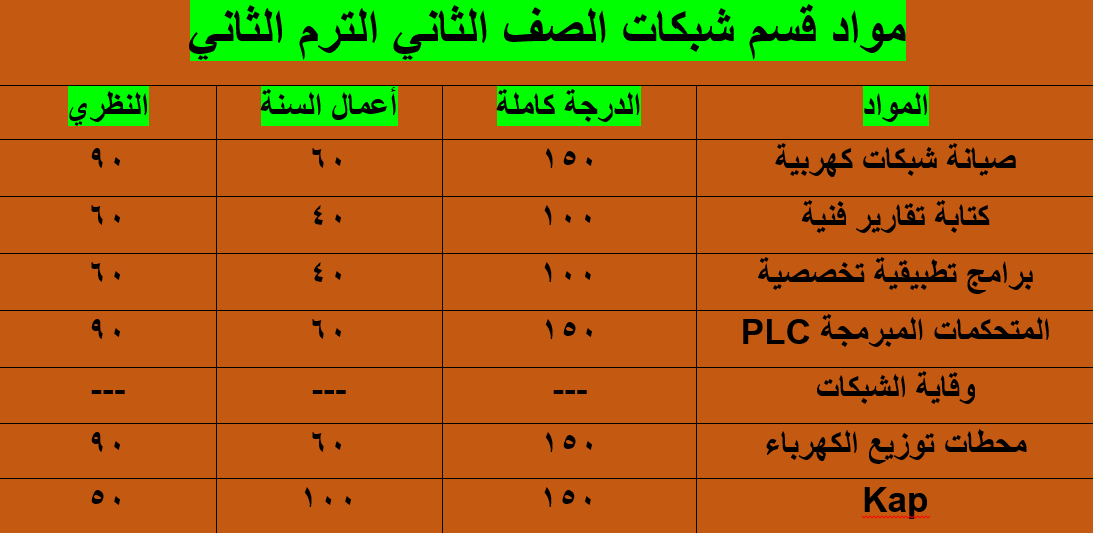 مواد قسم شبكات الصف الثاني الترم الثاني
المواد الدرجة كاملة أعمال السنة النظري
صيانة شبكات كهربية ١٥٠ ٦٠ ٩٠
كتابة تقارير فنية ١٠٠ ٤٠ ٦٠
برامج تطبيقية تخصصية ١٠٠ ٤٠ ٦٠
المتحكمات المبرمجة PLC ١٥٠ ٦٠ ٩٠
وقاية الشبكات --- --- ---
محطات توزيع الكهرباء ١٥٠ ٦٠ ٩٠
Kap ١٥٠ ١٠٠ ٥٠